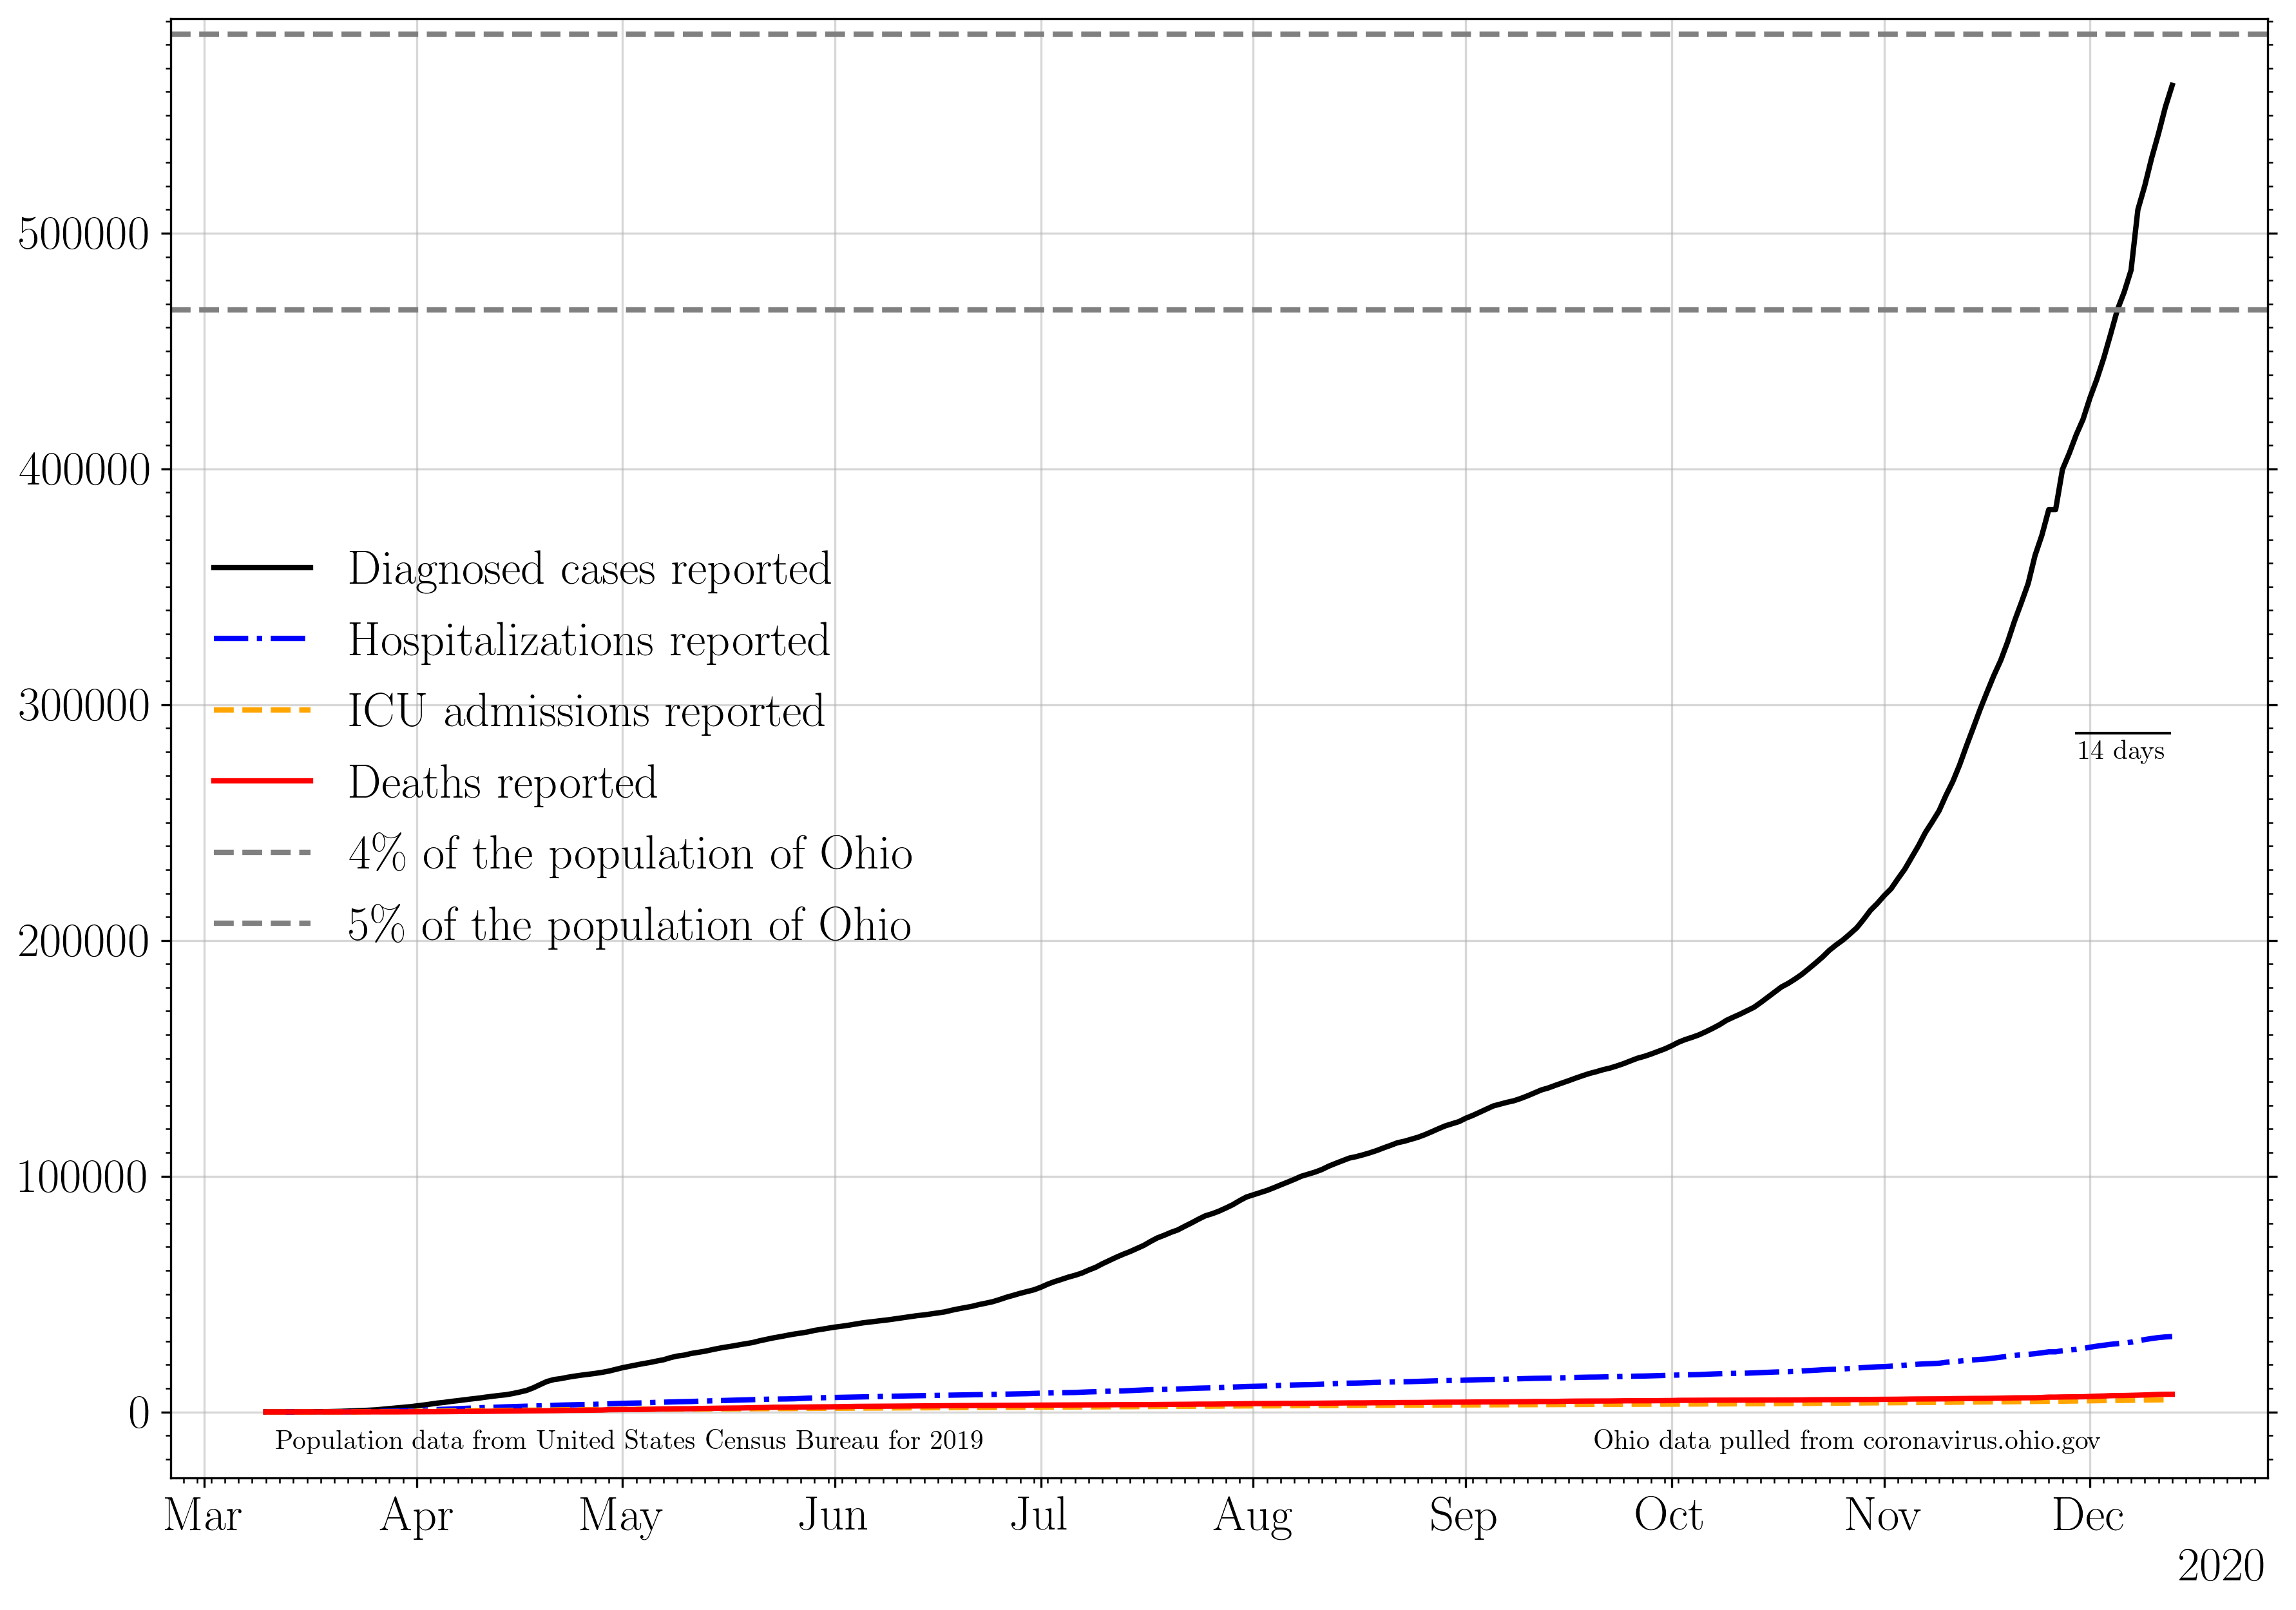 500000
400000
300000
200000
100000
0
Diagnosed cases reported
Hospitalizations reported
ICU admissions reported
Deaths reported
4% of the population of Ohio
5% of the population of Ohio
14 days
Population data from United States Census Bureau for 2019
Ohio data pulled from coronavirus.ohio.gov
Mar Apr May Jun Jul Aug Sep Oct Nov Dec
2020